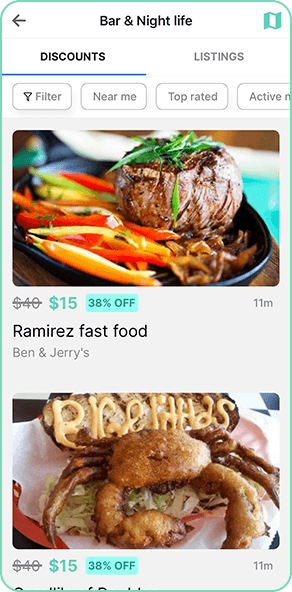 Bar & Night life
DISCOUNTS LISTINGS
Filter Near me Top rated Active
$40 $15 38% OFF 11m
Ramirez fast food
Ben & Jerry's
$40 $15 38% OFF 11m